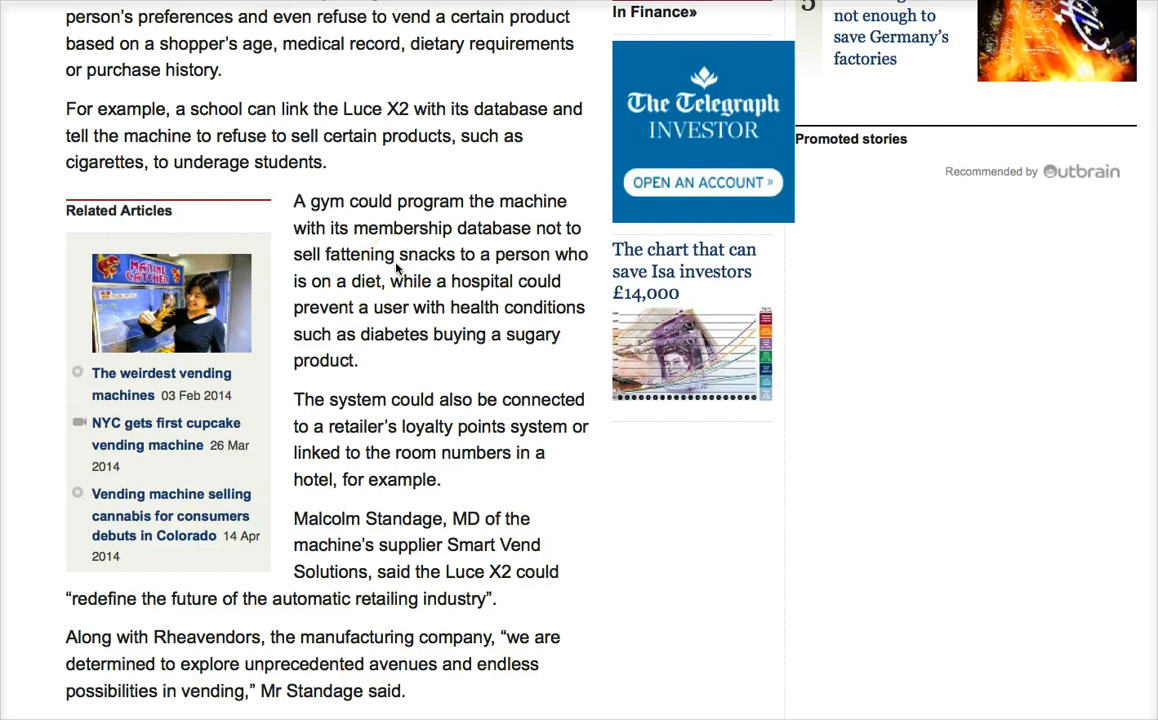 person’s preferences and even refuse to vend a certain product
based on a shopper’s age, medical record, dietary requirements
or purchase history.
For example, a school can link the Luce X2 with its database and
tell the machine to refuse to sell certain products, such as
cigarettes, to underage students.
Related Articles
The weirdest vending
machines 03 Feb 2014
NYC gets first cupcake
vending machine 26 Mar
2014
Vending machine selling
cannabis for consumers
debuts in Colorado 14 Apr
2014
A gym could program the machine
with its membership database not to
sell fattening snacks to a person who
is on a diet, while a hospital could
prevent a user with health conditions
such as diabetes buying a sugary
product.
The system could also be connected
to a retailer’s loyalty points system or
linked to the room numbers in a
hotel, for example.
Malcolm Standage, MD of the
machine’s supplier Smart Vend
Solutions, said the Luce X2 could
“redefine the future of the automatic retailing industry”.
Along with Rheavendors, the manufacturing company, “we are
determined to explore unprecedented avenues and endless
possibilities in vending,” Mr Standage said.
In Finance»
The Telegraph
INVESTOR
OPEN AN ACCOUNT »
The chart that can
save Isa investors
£14,000
5
not enough to
save Germany’s
factories
Promoted stories
Recommended by Outbrain